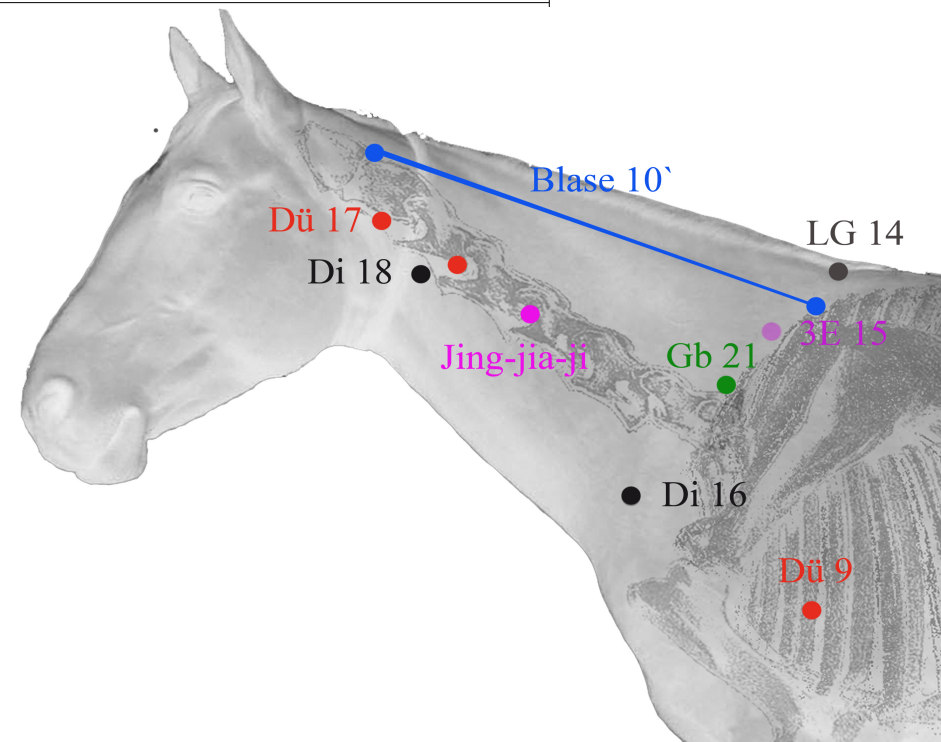 Blase 10`
Dü 17
LG 14
Di 18
3E 15
Jing-jia-ji
Gb 21
Di 16
Dü 9